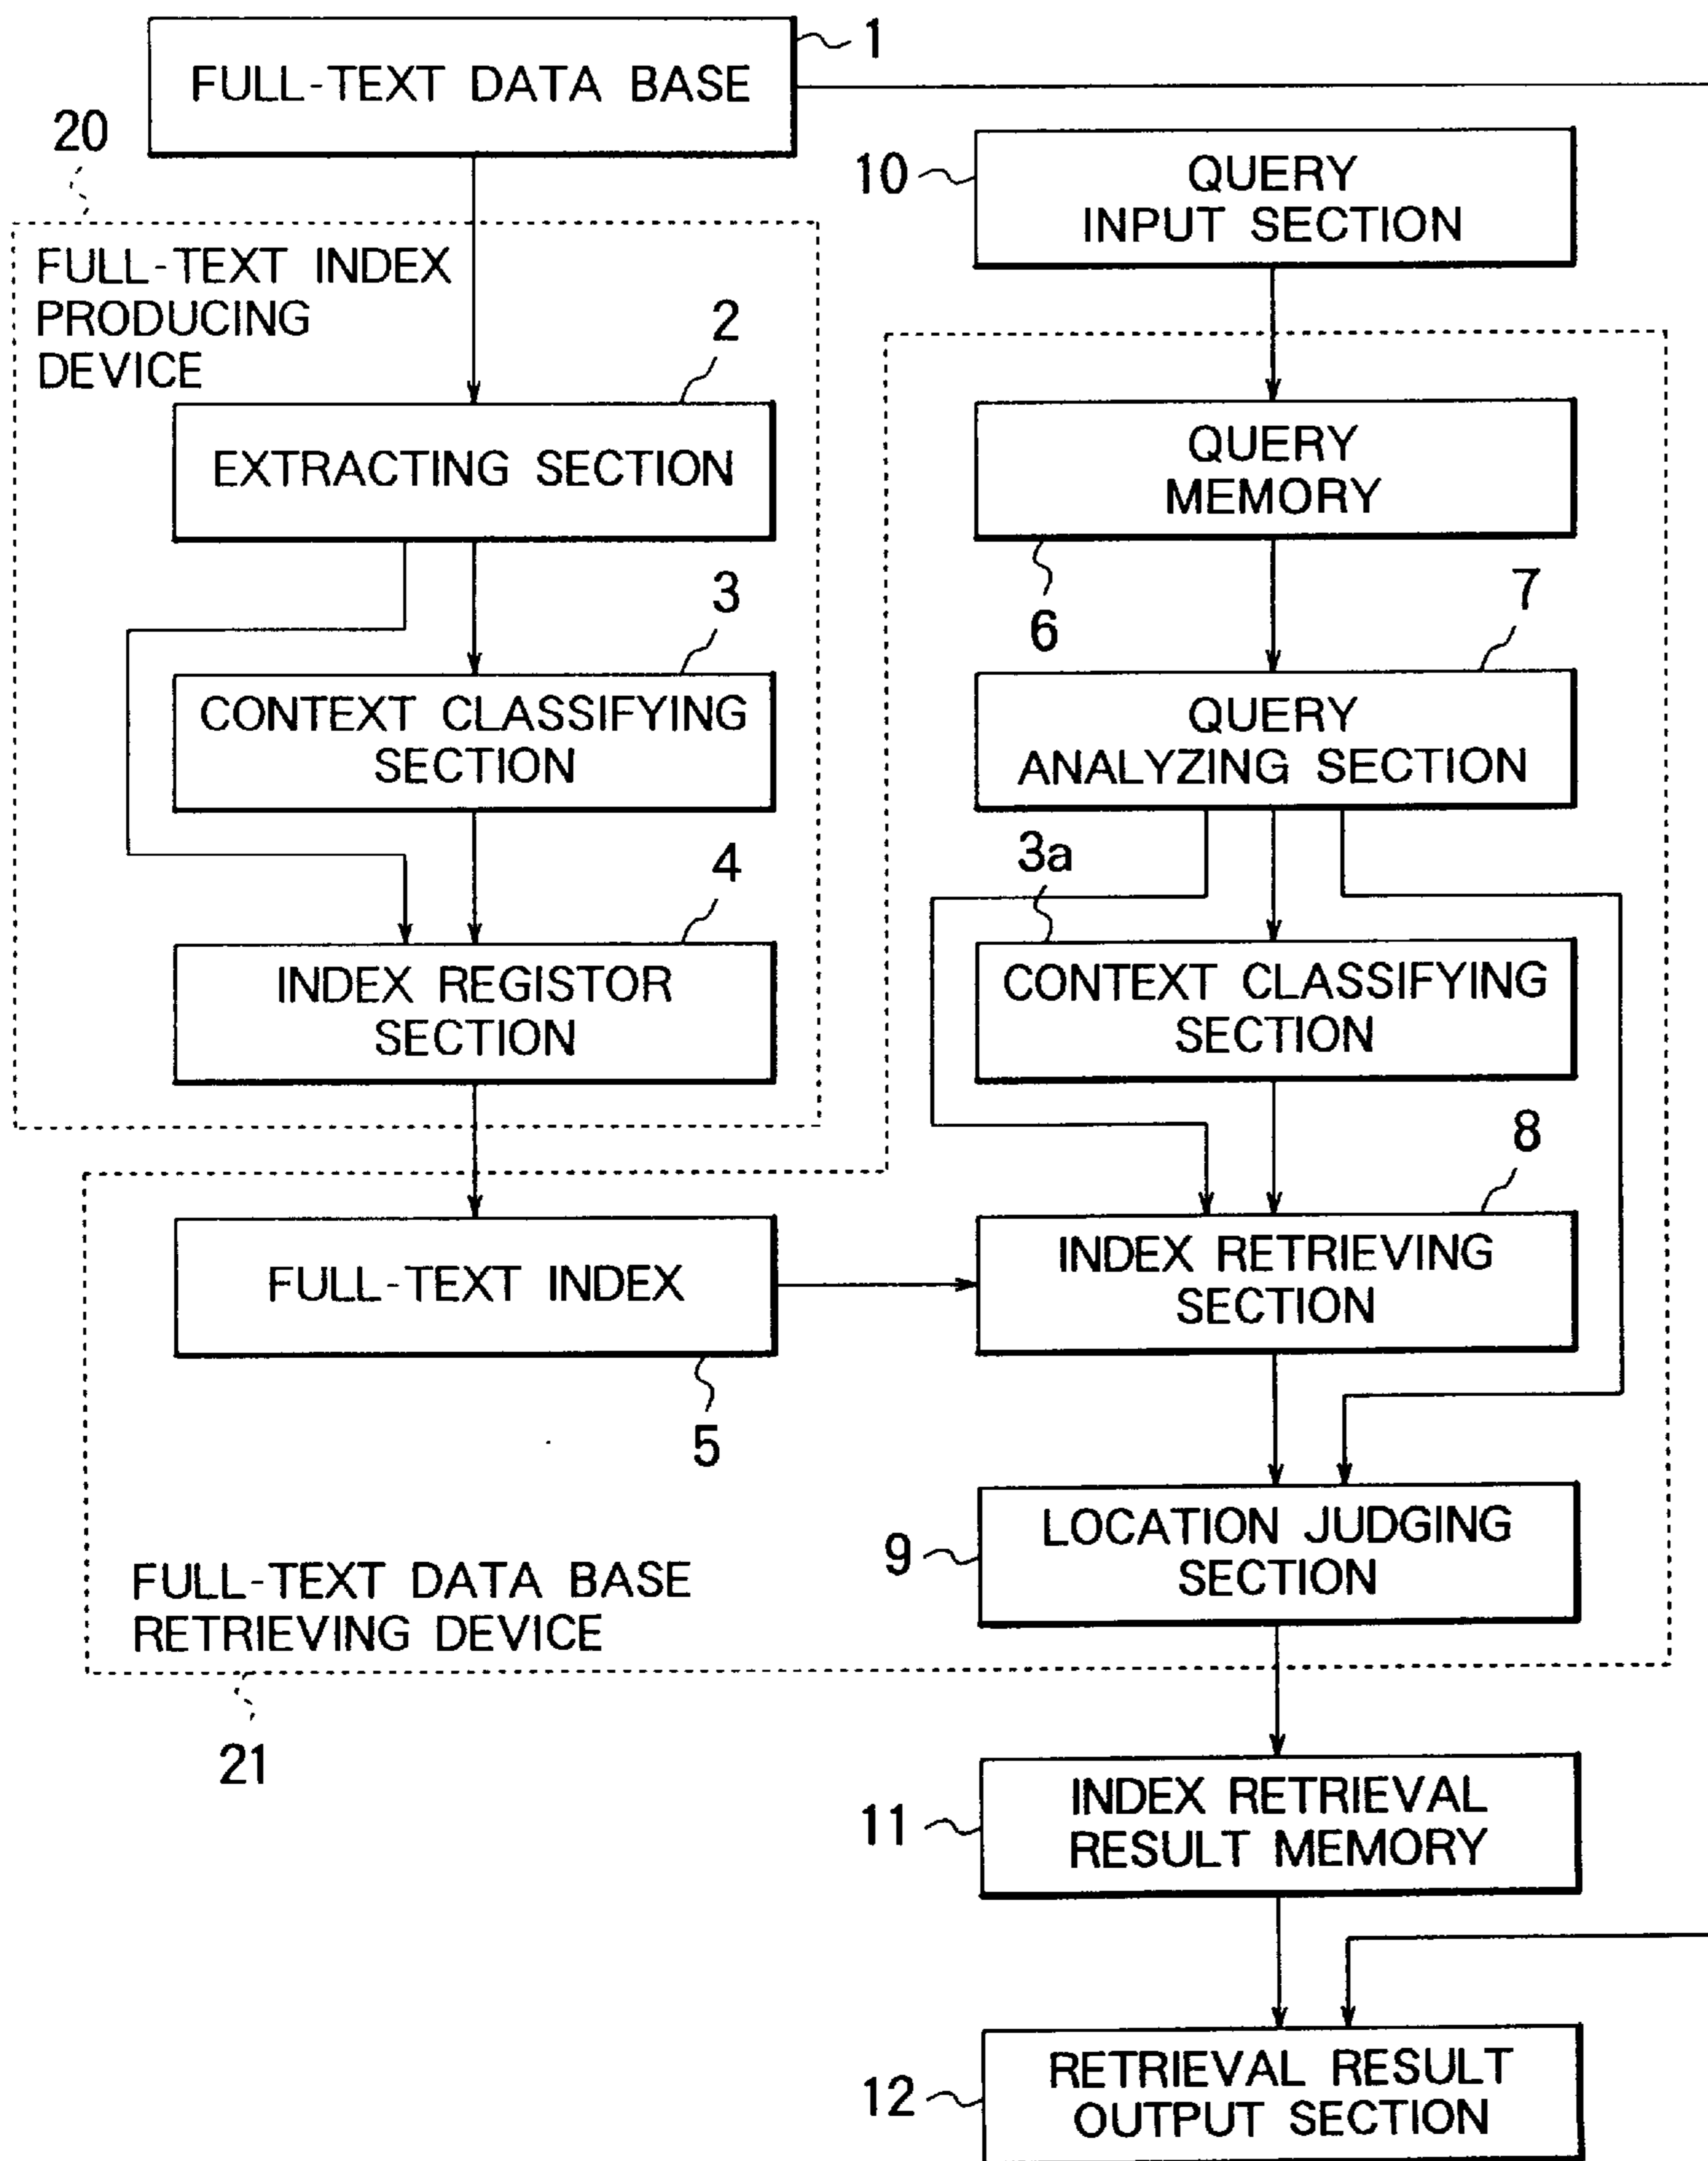 1
FULL-TEXT DATA BASE
20
10
QUERY
INPUT SECTION
FULL-TEXT INDEX
PRODUCING
DEVICE
2
EXTRACTING SECTION
QUERY
MEMORY
6
3
CONTEXT CLASSIFYING
SECTION
7
QUERY
ANALYZING SECTION
4
INDEX REGISTOR
SECTION
3a
CONTEXT CLASSIFYING
SECTION
8
FULL-TEXT INDEX
5
INDEX RETRIEVING
SECTION
9
LOCATION JUDGING
SECTION
FULL-TEXT DATA BASE
RETRIEVING DEVICE
21
11
INDEX RETRIEVAL
RESULT MEMORY
12
RETRIEVAL RESULT
OUTPUT SECTION